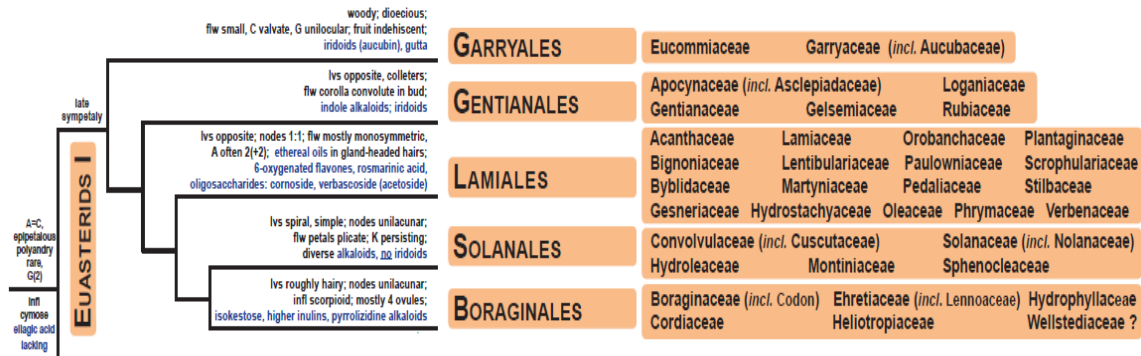 woody; dioecious;
flw small, C valvate, G unilocular; fruit indehiscent;
iridoids (aucubin), gutta
GARRYALES
Eucommiaceae Garryaceae (incl. Aucubaceae)
late
sympetaly
lvs opposite, colleters;
flw corolla convolute in bud;
indole alkaloids; iridoids
GENTIANALES
Apocynaceae (incl. Asclepiadaceae) Loganiaceae
Gentianaceae Gelsemiaceae Rubiaceae
EUASTERIDS I
lvs opposite; nodes 1:1; flw mostly monosymmetric,
A often 2(+2); ethereal oils in gland-headed hairs;
6-oxygenated flavones, rosmarinic acid,
oligosaccharides: cornoside, verbascoside (acetoside)
LAMIALES
Acanthaceae Lamiaceae Orobanchaceae Plantaginaceae
Bignoniaceae Lentibulariaceae Paulowniaceae Scrophulariaceae
Byblidaceae Martyniaceae Pedaliaceae Stilbaceae
Gesneriaceae Hydrostachyaceae Oleaceae Phrymaceae Verbenaceae
A=C,
epipetalous
polyandry
rare,
G(2)
lvs spiral, simple; nodes unilacunar;
flw petals plicate; K persisting;
diverse alkaloids, no iridoids
SOLANALES
Convolvulaceae (incl. Cuscutaceae) Solanaceae (incl. Nolanaceae)
Hydroleaceae Montiniaceae Sphenocleaceae
infl
cymose
ellagic acid
lacking
lvs roughly hairy; nodes unilacunar;
infl scorpioid; mostly 4 ovules;
isokestose, higher inulins, pyrrolizidine alkaloids
BORAGINALES
Boraginaceae (incl. Codon) Ehretiaceae (incl. Lennoaceae) Hydrophyllaceae
Cordiaceae Heliotropiaceae Wellstediaceae ?